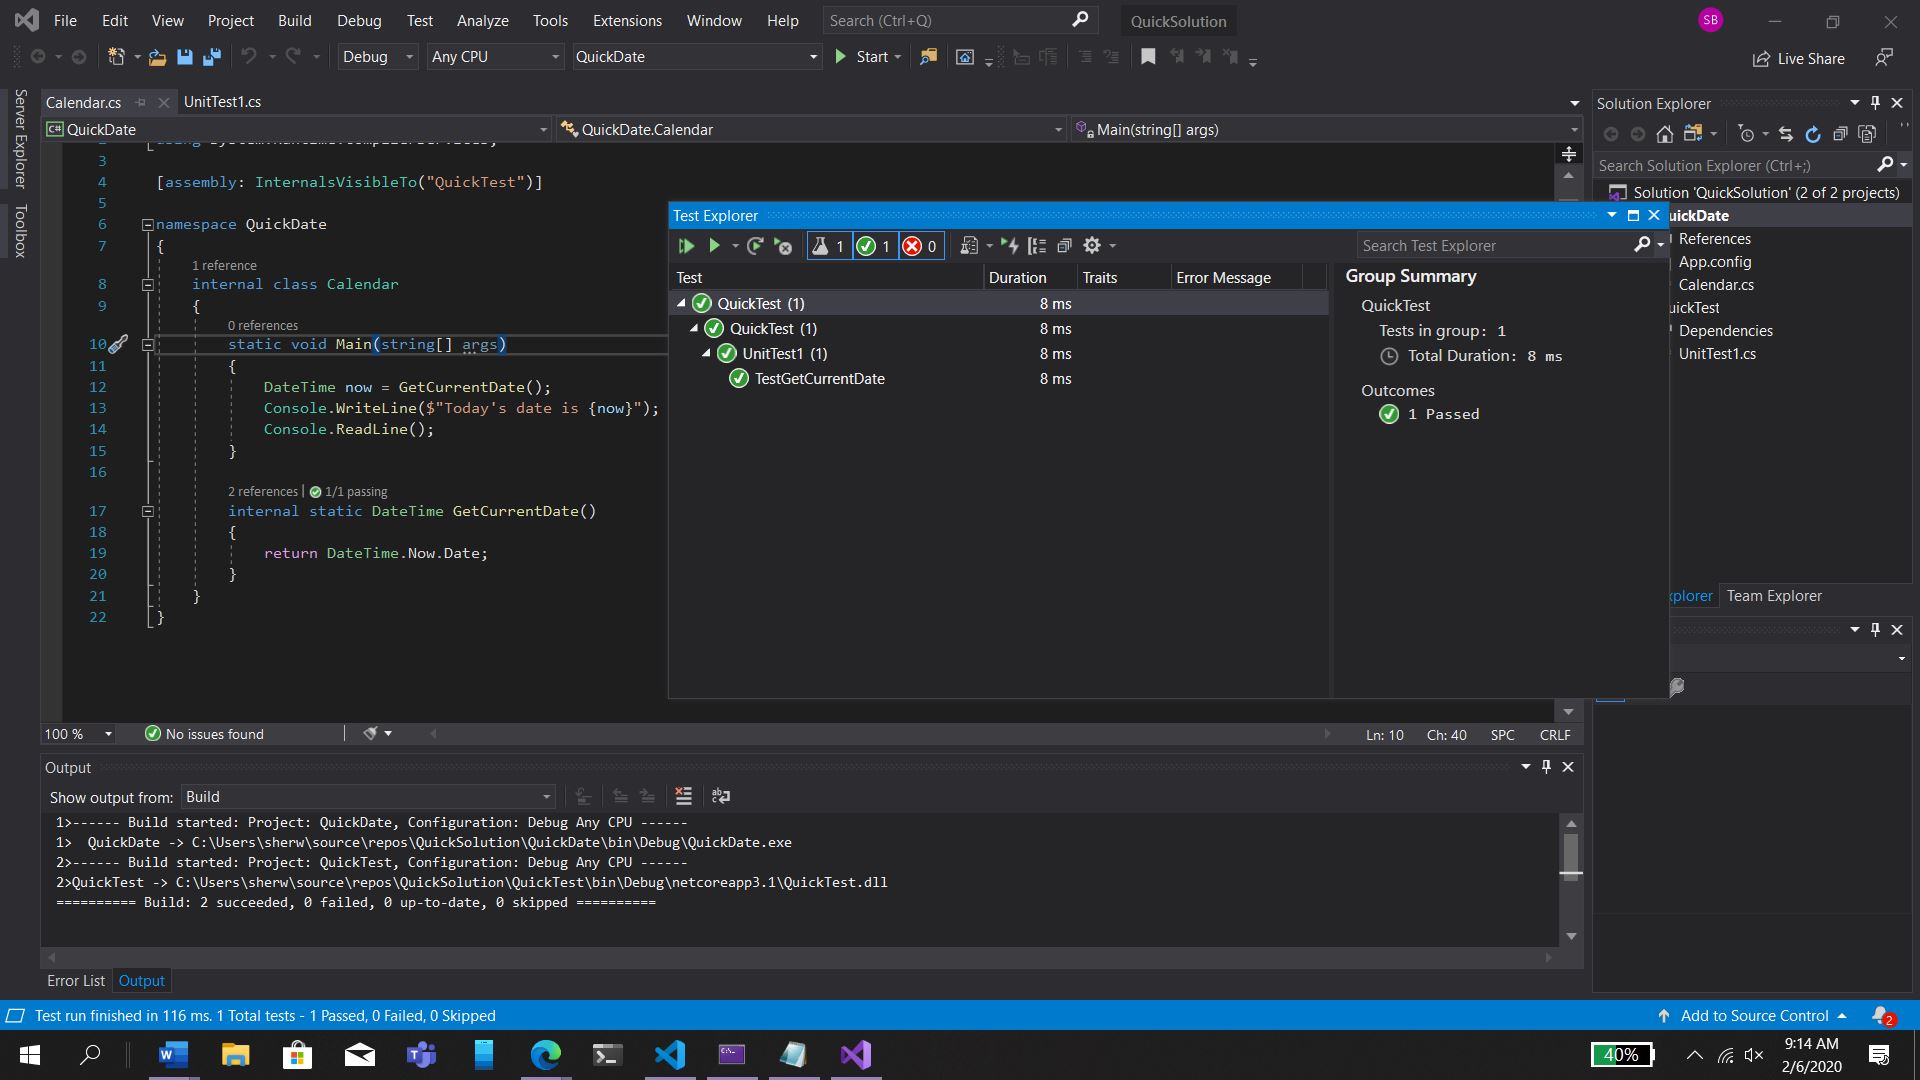 File Edit View Project Build Debug Test Analyze Tools Extensions Window Help Search (Ctrl+Q) QuickSolution SB
Debug Any CPU QuickDate Start Live Share
Server Explorer
Toolbox
Calendar.cs UnitTest1.cs
C# QuickDate QuickDate.Calendar Main(string[] args)
3
4 [assembly: InternalsVisibleTo("QuickTest")]
5
6 namespace QuickDate
7 {
1 reference
8 internal class Calendar
9 {
0 references
10 static void Main(string[] args)
11 {
12 DateTime now = GetCurrentDate();
13 Console.WriteLine($"Today's date is {now}");
14 Console.ReadLine();
15 }
16
2 references | 1/1 passing
17 internal static DateTime GetCurrentDate()
18 {
19 return DateTime.Now.Date;
20 }
21 }
22 }
100 % No issues found Ln: 10 Ch: 40 SPC CRLF
Test Explorer
1 1 0 Search Test Explorer
Test Duration Traits Error Message
QuickTest (1) 8 ms
QuickTest (1) 8 ms
UnitTest1 (1) 8 ms
TestGetCurrentDate 8 ms
Group Summary
QuickTest
Tests in group: 1
Total Duration: 8 ms
Outcomes
1 Passed
Solution Explorer
Search Solution Explorer (Ctrl+;)
Solution 'QuickSolution' (2 of 2 projects)
uickDate
References
App.config
Calendar.cs
uickTest
Dependencies
UnitTest1.cs
xplorer Team Explorer
Output
Show output from: Build
1>------ Build started: Project: QuickDate, Configuration: Debug Any CPU ------
1>  QuickDate -> C:\Users\sherw\source\repos\QuickSolution\QuickDate\bin\Debug\QuickDate.exe
2>------ Build started: Project: QuickTest, Configuration: Debug Any CPU ------
2>QuickTest -> C:\Users\sherw\source\repos\QuickSolution\QuickTest\bin\Debug\netcoreapp3.1\QuickTest.dll
========== Build: 2 succeeded, 0 failed, 0 up-to-date, 0 skipped ==========
Error List Output
Test run finished in 116 ms. 1 Total tests - 1 Passed, 0 Failed, 0 Skipped Add to Source Control 2
40% 9:14 AM
2/6/2020